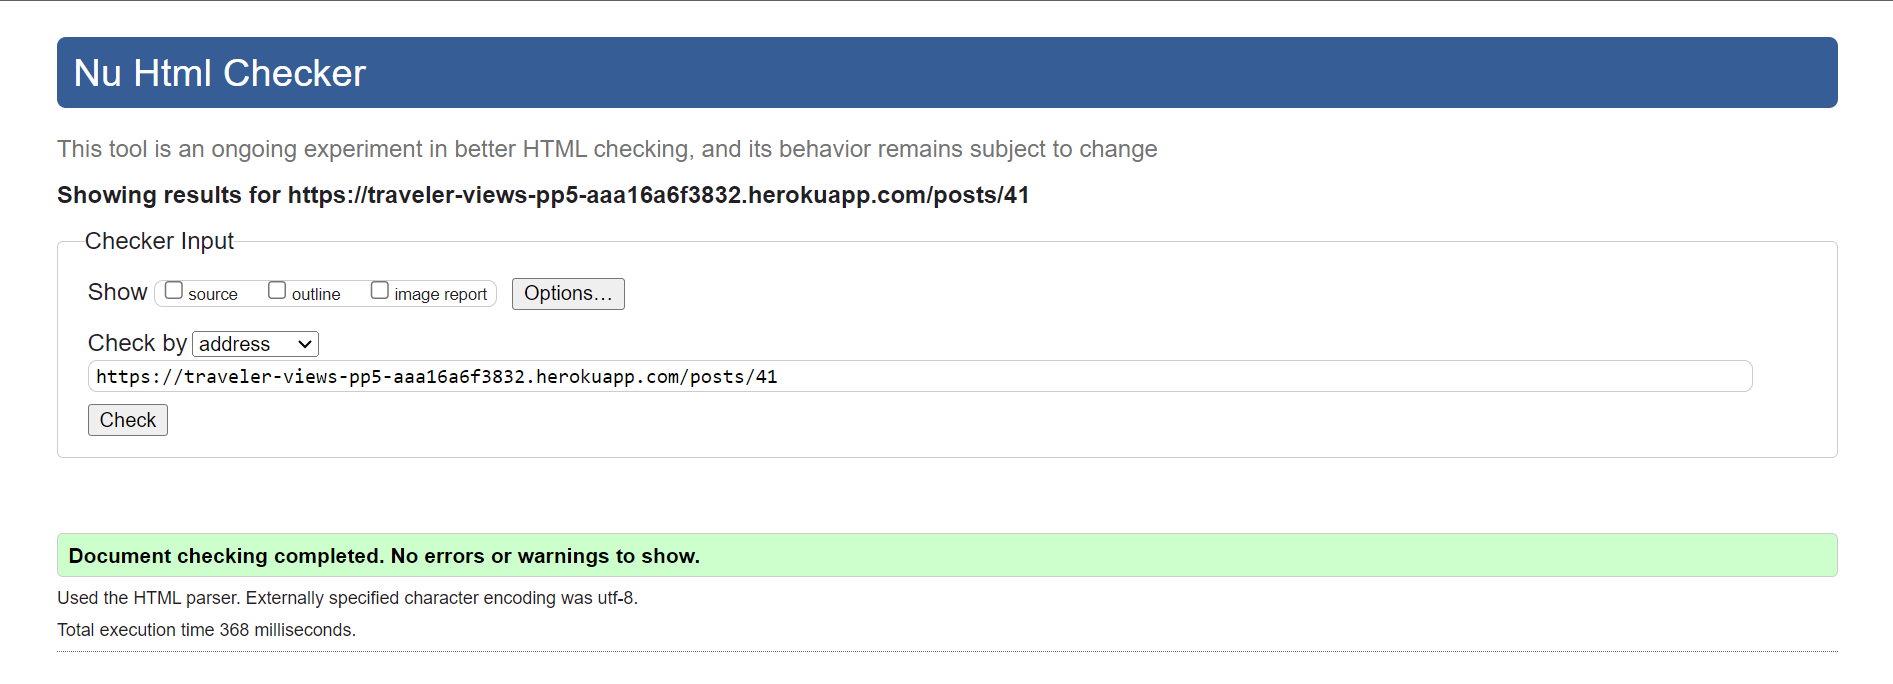 Nu Html Checker
This tool is an ongoing experiment in better HTML checking, and its behavior remains subject to change
Showing results for https://traveler-views-pp5-aaa16a6f3832.herokuapp.com/posts/41
Checker Input
Show source outline image report Options...
Check by address
https://traveler-views-pp5-aaa16a6f3832.herokuapp.com/posts/41
Check
Document checking completed. No errors or warnings to show.
Used the HTML parser. Externally specified character encoding was utf-8.
Total execution time 368 milliseconds.